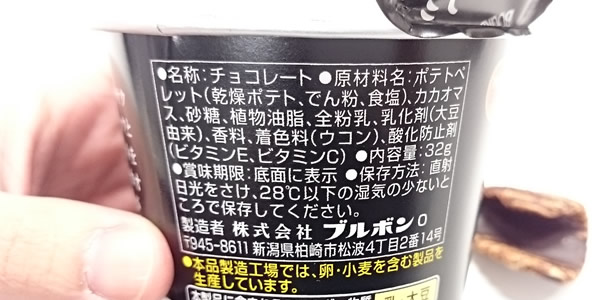 ●名称:チョコレート●原材料名:ポテトペ
レット(乾燥ポテト、でん粉、食塩)、カカオマ
ス、砂糖、植物油脂、全粉乳、乳化剤(大豆
由来)、香料、着色料(ウコン)、酸化防止剤
(ビタミンE、ビタミンC)●内容量:32g
●賞味期限:底面に表示●保存方法:直射
日光をさけ、28℃以下の湿気の少ないと
ころで保存してください。
製造者 株式会社 ブルボン O
〒945-8611 新潟県柏崎市松波4丁目2番14号
●本品製造工場では、卵・小麦を含む製品を
生産しています。
乳・大豆